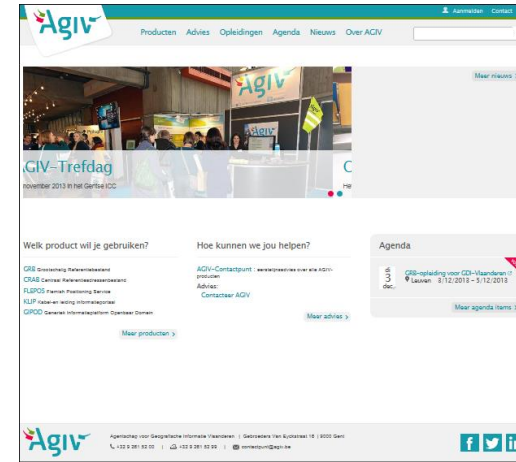 Agiv
Aanmelden Contact
Producten Advies Opleidingen Agenda Nieuws Over AGIV
Meer nieuws
AGIV
AGIV
GIV-Trefdag
november 2013 in het Gentse ICC
Welk product wil je gebruiken?
GRB Grootschalig Referentiebestand
CRAB Centraal Referentieadressenbestand
FLEPOS Flemish Positioning Service
KLIP Kabel-en leiding informatieportaal
GIPOD Generiek Informatieplatform Openbaar Domein
Meer producten
Hoe kunnen we jou helpen?
AGIV-Contactpunt : eerstelijnsadvies over alle AGIV-
producten
Advies:
Contacteer AGIV
Meer advies
Agenda
di
3
dec.
GRB-opleiding voor GDI-Vlaanderen
Leuven 3/12/2013 - 5/12/2013
Meer agenda items
Agiv
Agentschap voor Geografische Informatie Vlaanderen | Gebroeders Van Eyckstraat 16 | 9000 Gent
+32 9 261 52 00 | +32 9 261 52 99 | contactpunt@agiv.be